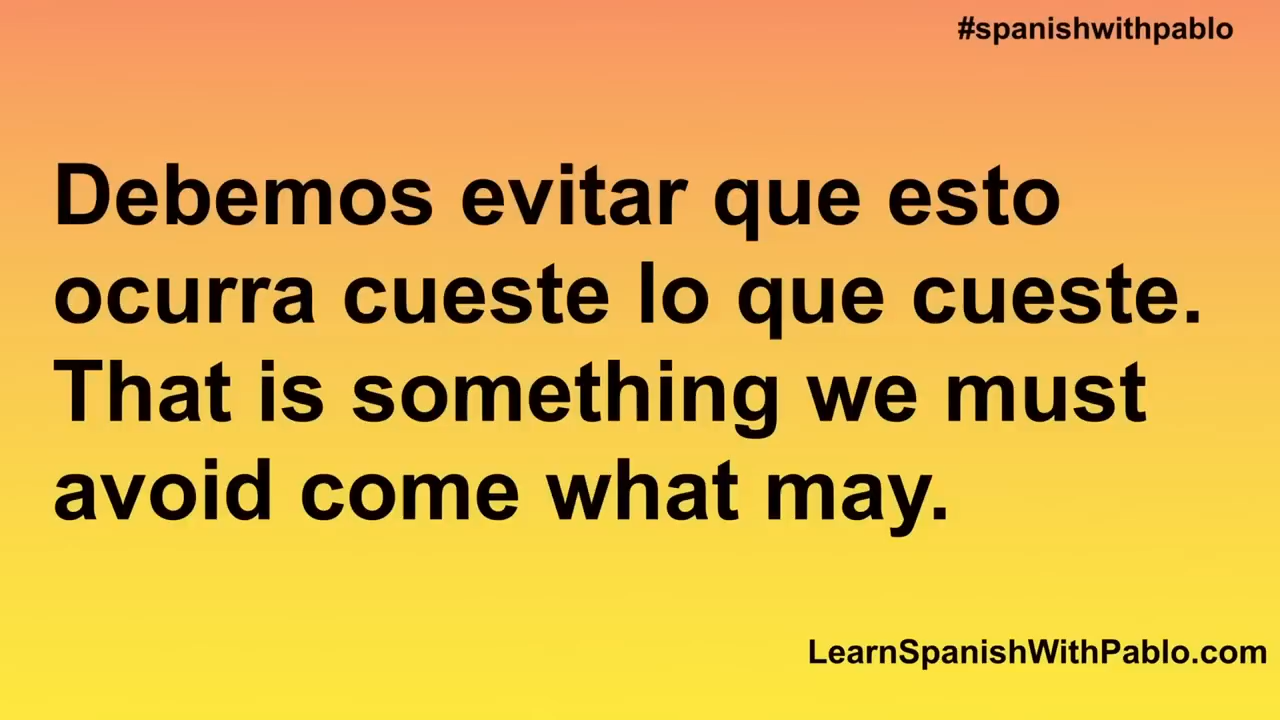 #spanishwithpablo
Debemos evitar que esto
ocurra cueste lo que cueste.
That is something we must
avoid come what may.
LearnSpanishWithPablo.com